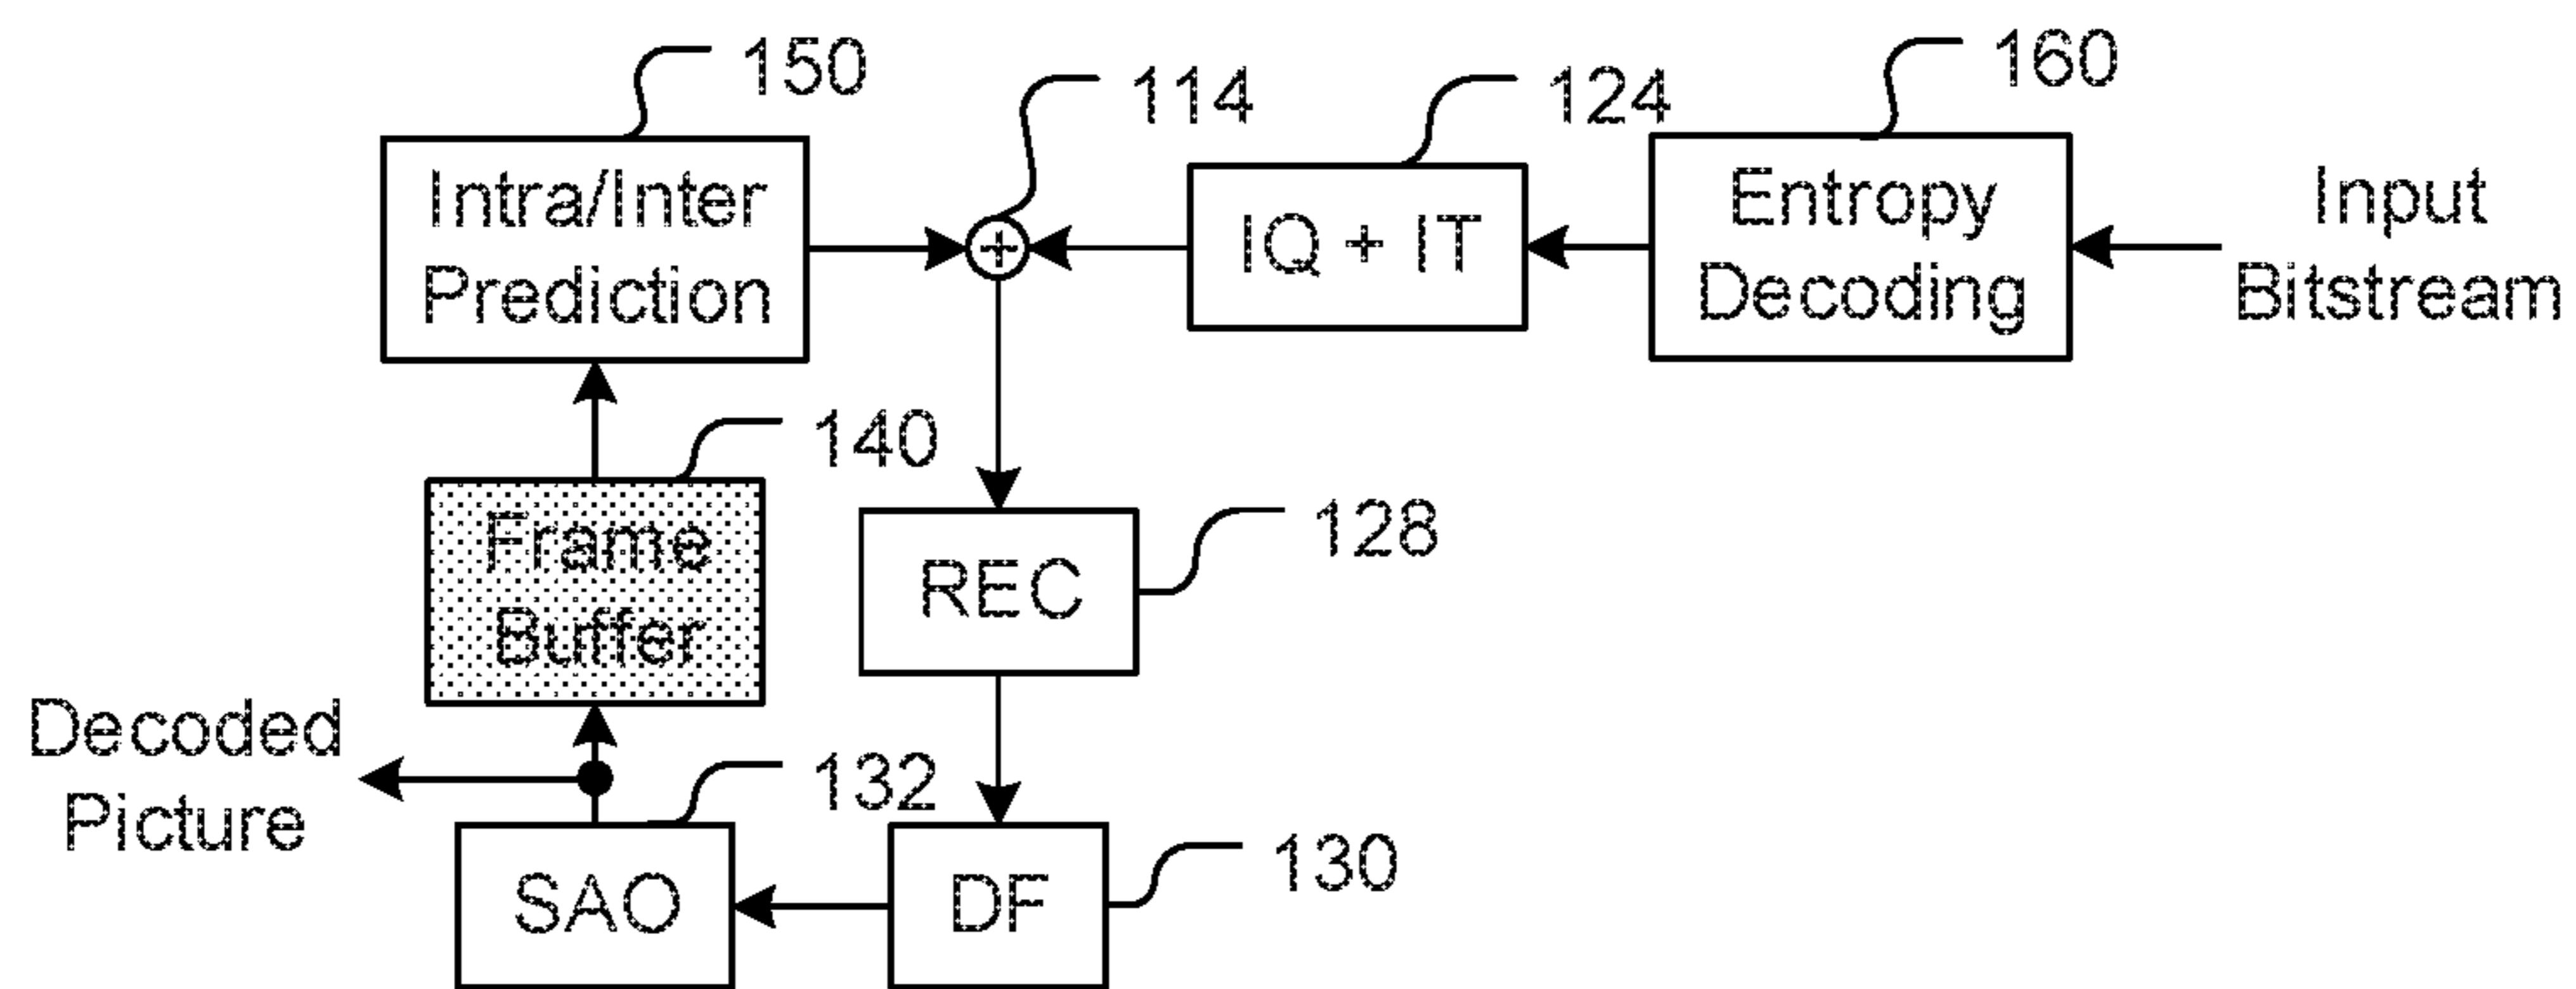 150
114
124
160
Intra/Inter
Prediction
+
IQ + IT
Entropy
Decoding
Input
Bitstream
140
Frame
Buffer
128
REC
Decoded
Picture
132
SAO
130
DF